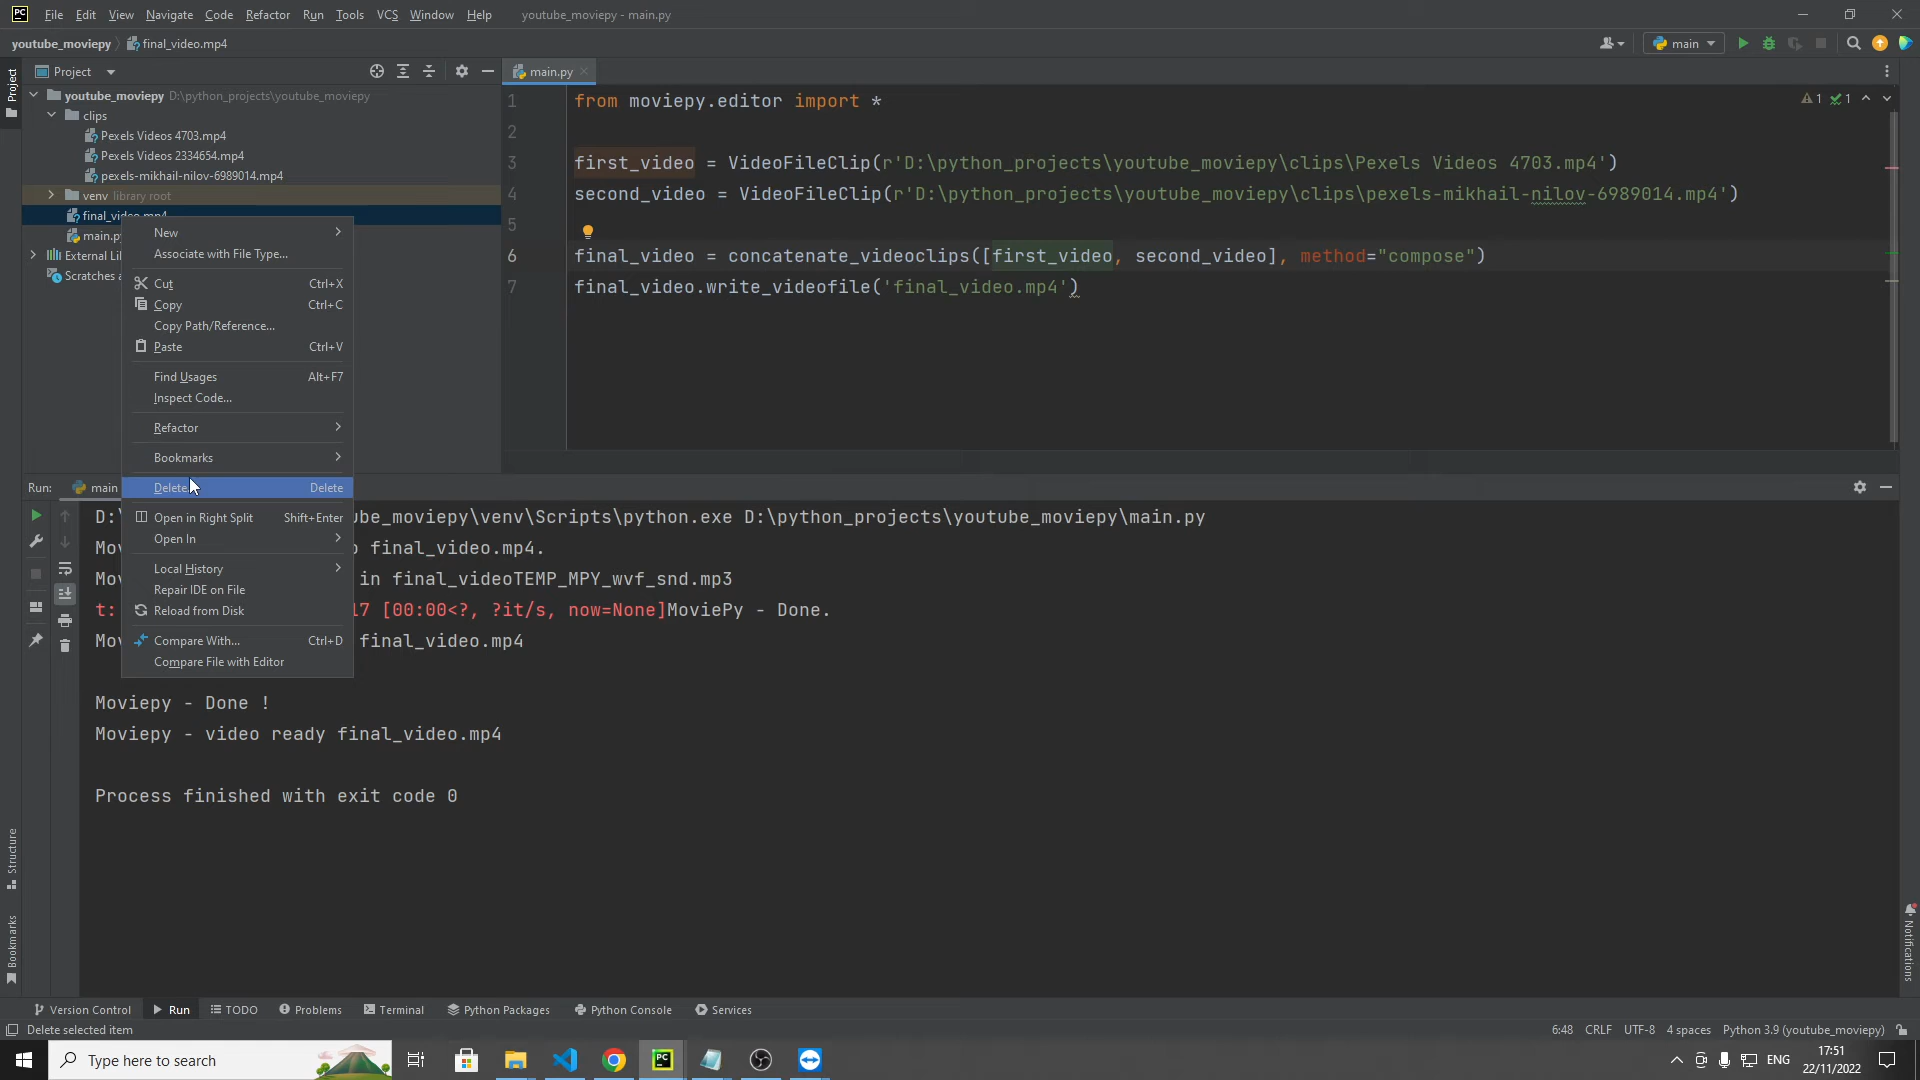 PC File Edit View Navigate Code Refactor Run Tools VCS Window Help youtube_moviepy - main.py
youtube_moviepy final_video.mp4 main
Project main.py
youtube_moviepy D:\python_projects\youtube_moviepy
clips
Pexels Videos 4703.mp4
Pexels Videos 2334654.mp4
pexels-mikhail-nilov-6989014.mp4
venv library root
final_video.mp4
main.py
External Li
Scratches a
Project
1 from moviepy.editor import *
2
3 first_video = VideoFileClip(r'D:\python_projects\youtube_moviepy\clips\Pexels Videos 4703.mp4')
4 second_video = VideoFileClip(r'D:\python_projects\youtube_moviepy\clips\pexels-mikhail-nilov-6989014.mp4')
5
6 final_video = concatenate_videoclips([first_video, second_video], method="compose")
7 final_video.write_videofile('final_video.mp4')
1 1
New
Associate with File Type...
Cut Ctrl+X
Copy Ctrl+C
Copy Path/Reference...
Paste Ctrl+V
Find Usages Alt+F7
Inspect Code...
Refactor
Bookmarks
Delete... Delete
Open in Right Split Shift+Enter
Open In
Local History
Repair IDE on File
Reload from Disk
Compare With... Ctrl+D
Compare File with Editor
Run: main
D:\ be_moviepy\venv\Scripts\python.exe D:\python_projects\youtube_moviepy\main.py
Mov o final_video.mp4.
Mov in final_videoTEMP_MPY_wvf_snd.mp3
t: 17 [00:00<?, ?it/s, now=None]MoviePy - Done.
Mov final_video.mp4
Moviepy - Done !
Moviepy - video ready final_video.mp4
Process finished with exit code 0
Structure
Bookmarks
Notifications
Version Control Run TODO Problems Terminal Python Packages Python Console Services
Delete selected item 6:48 CRLF UTF-8 4 spaces Python 3.9 (youtube_moviepy)
Type here to search PC ENG 17:51
22/11/2022